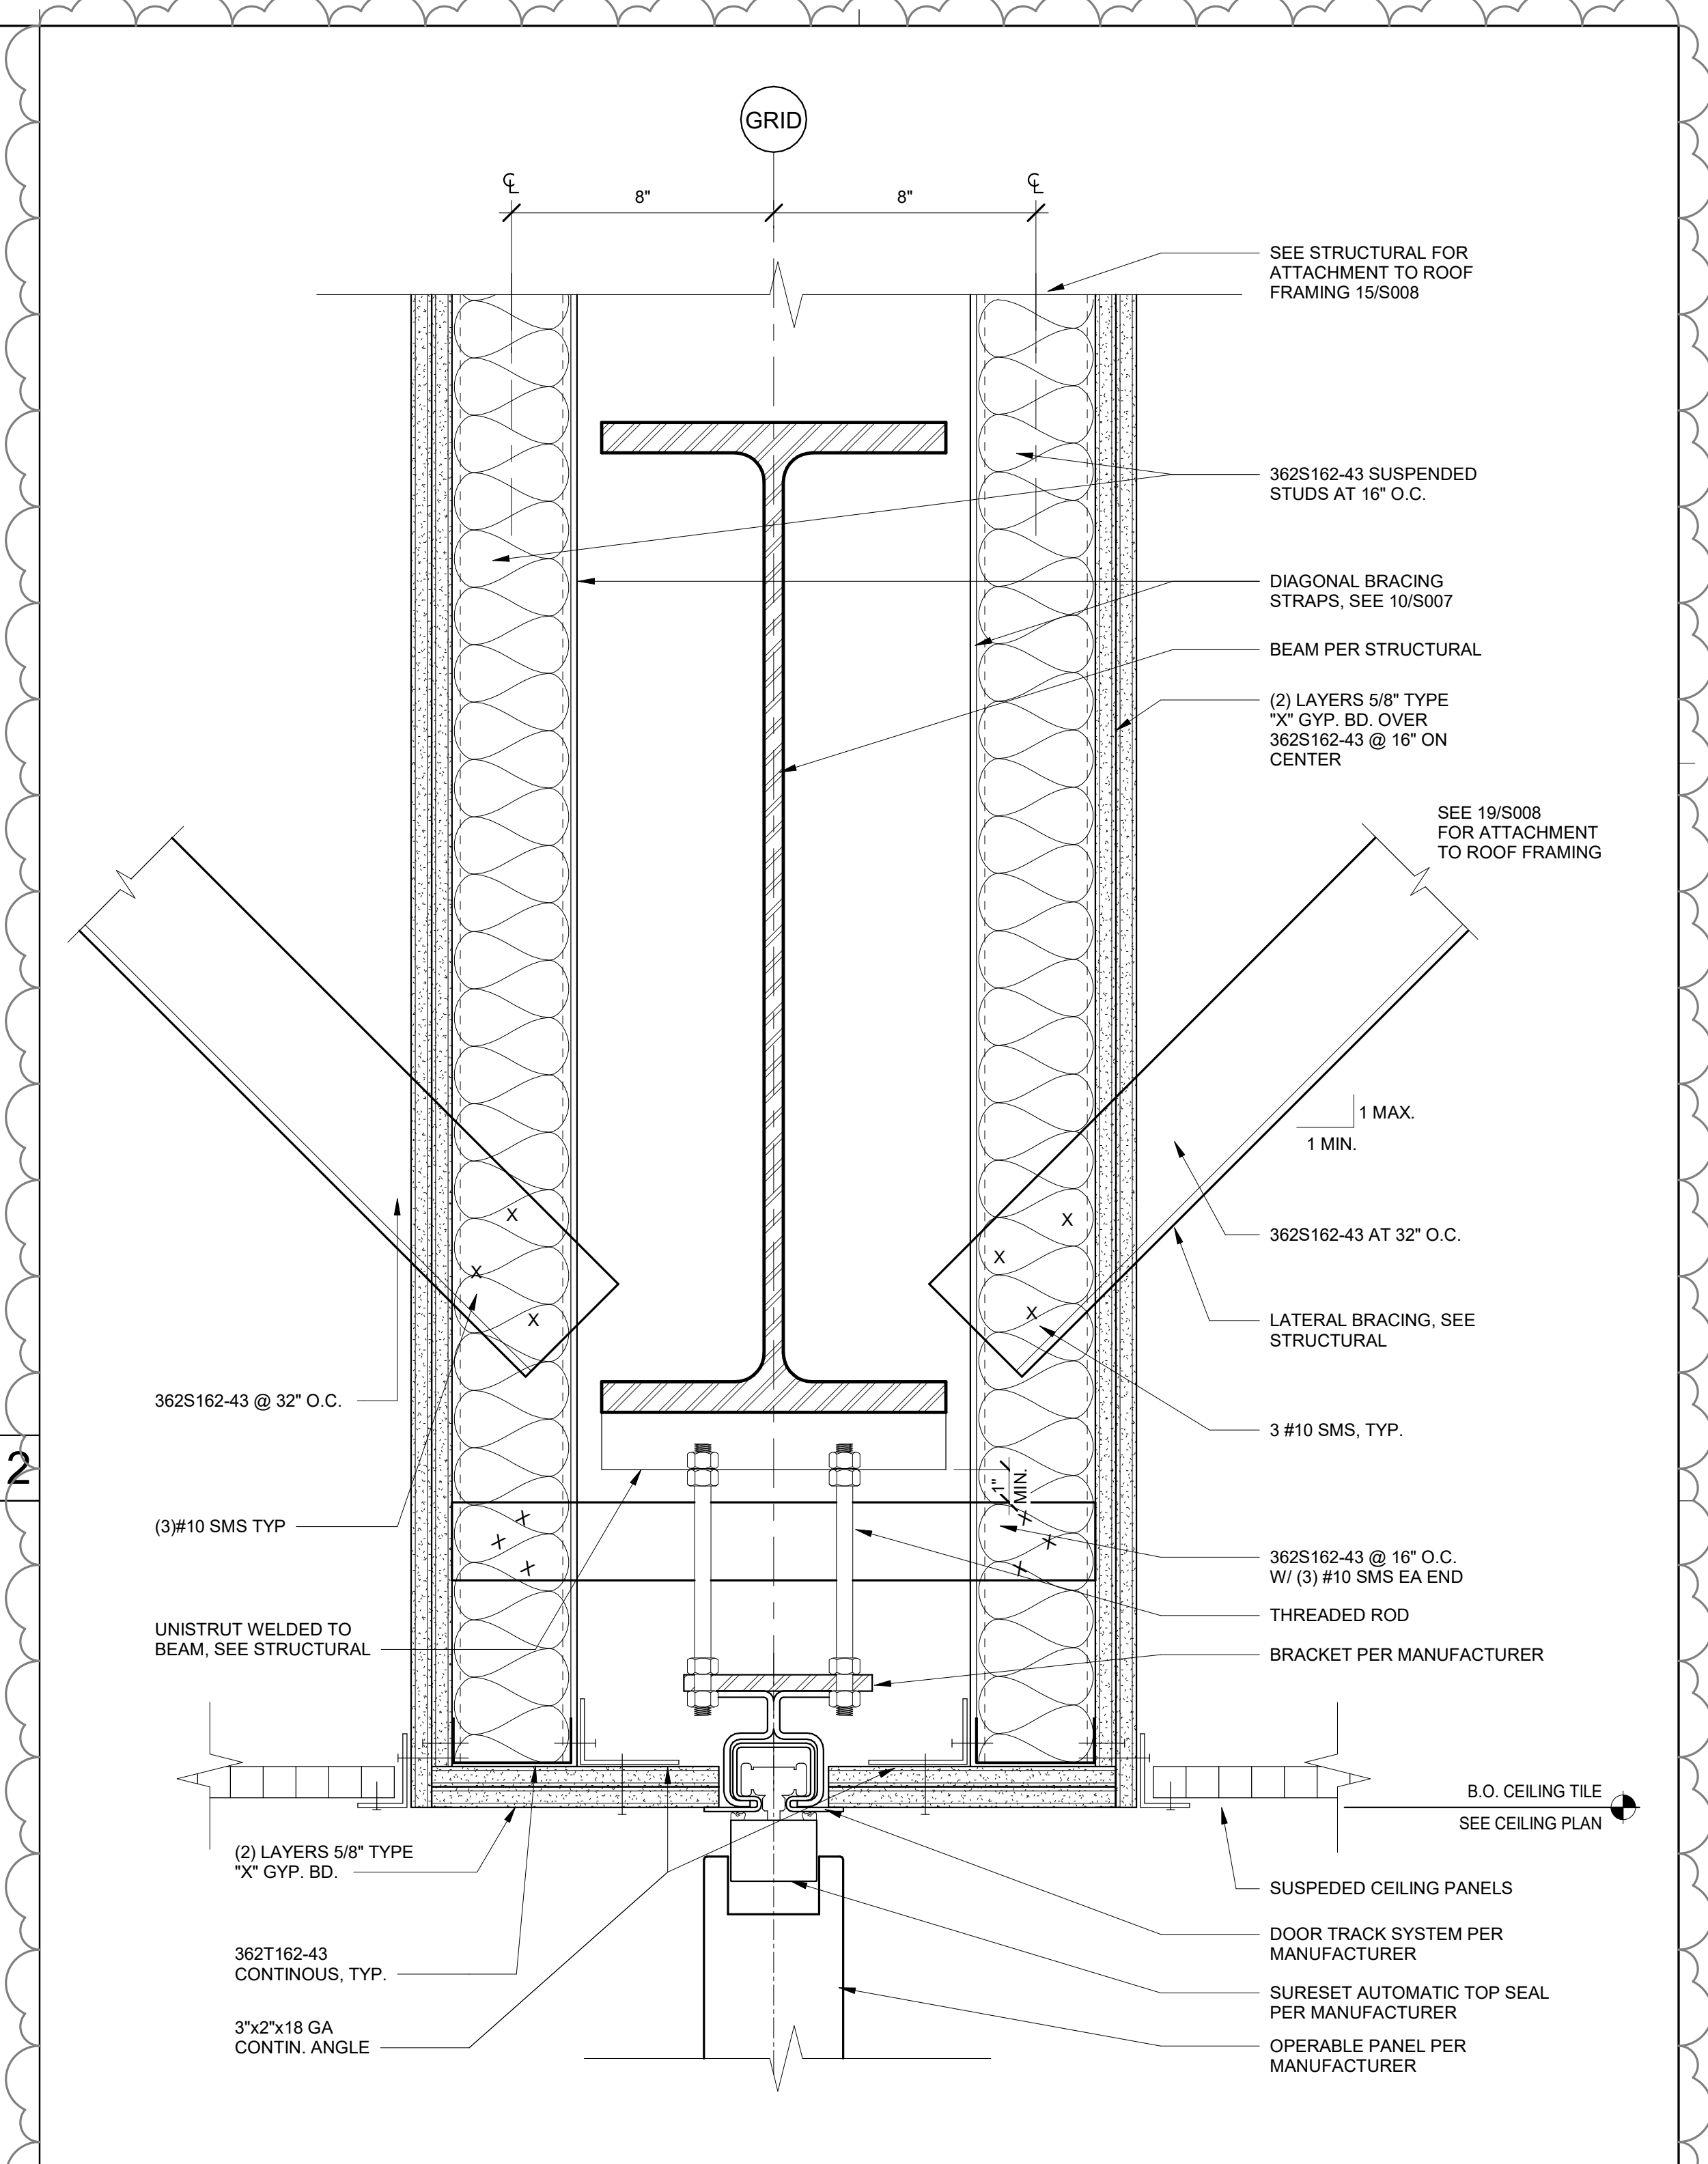 GRID
℄
℄
8"
8"
SEE STRUCTURAL FOR
ATTACHMENT TO ROOF
FRAMING 15/S008
362S162-43 SUSPENDED
STUDS AT 16" O.C.
DIAGONAL BRACING
STRAPS, SEE 10/S007
BEAM PER STRUCTURAL
(2) LAYERS 5/8" TYPE
"X" GYP. BD. OVER
362S162-43 @ 16" ON
CENTER
SEE 19/S008
FOR ATTACHMENT
TO ROOF FRAMING
1 MAX.
1 MIN.
362S162-43 AT 32" O.C.
LATERAL BRACING, SEE
STRUCTURAL
3 #10 SMS, TYP.
1"
MIN.
362S162-43 @ 16" O.C.
W/ (3) #10 SMS EA END
THREADED ROD
BRACKET PER MANUFACTURER
B.O. CEILING TILE
SEE CEILING PLAN
SUSPEDED CEILING PANELS
DOOR TRACK SYSTEM PER
MANUFACTURER
SURESET AUTOMATIC TOP SEAL
PER MANUFACTURER
OPERABLE PANEL PER
MANUFACTURER
362S162-43 @ 32" O.C.
2
(3)#10 SMS TYP
UNISTRUT WELDED TO
BEAM, SEE STRUCTURAL
(2) LAYERS 5/8" TYPE
"X" GYP. BD.
362T162-43
CONTINOUS, TYP.
3"x2"x18 GA
CONTIN. ANGLE